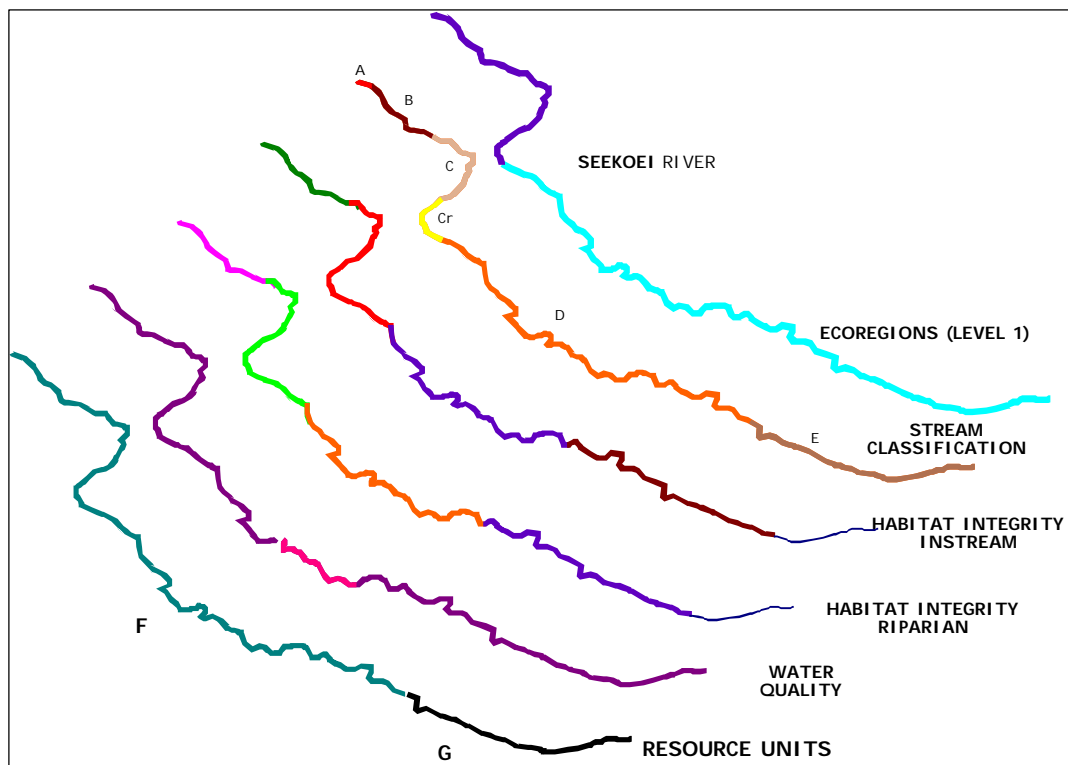 A
B
SEEKOEI RIVER
C
Cr
D
ECOREGIONS (LEVEL 1)
STREAM
CLASSIFICATION
E
HABITAT INTEGRITY
INSTREAM
HABITAT INTEGRITY
RIPARIAN
F
WATER
QUALITY
G
RESOURCE UNITS